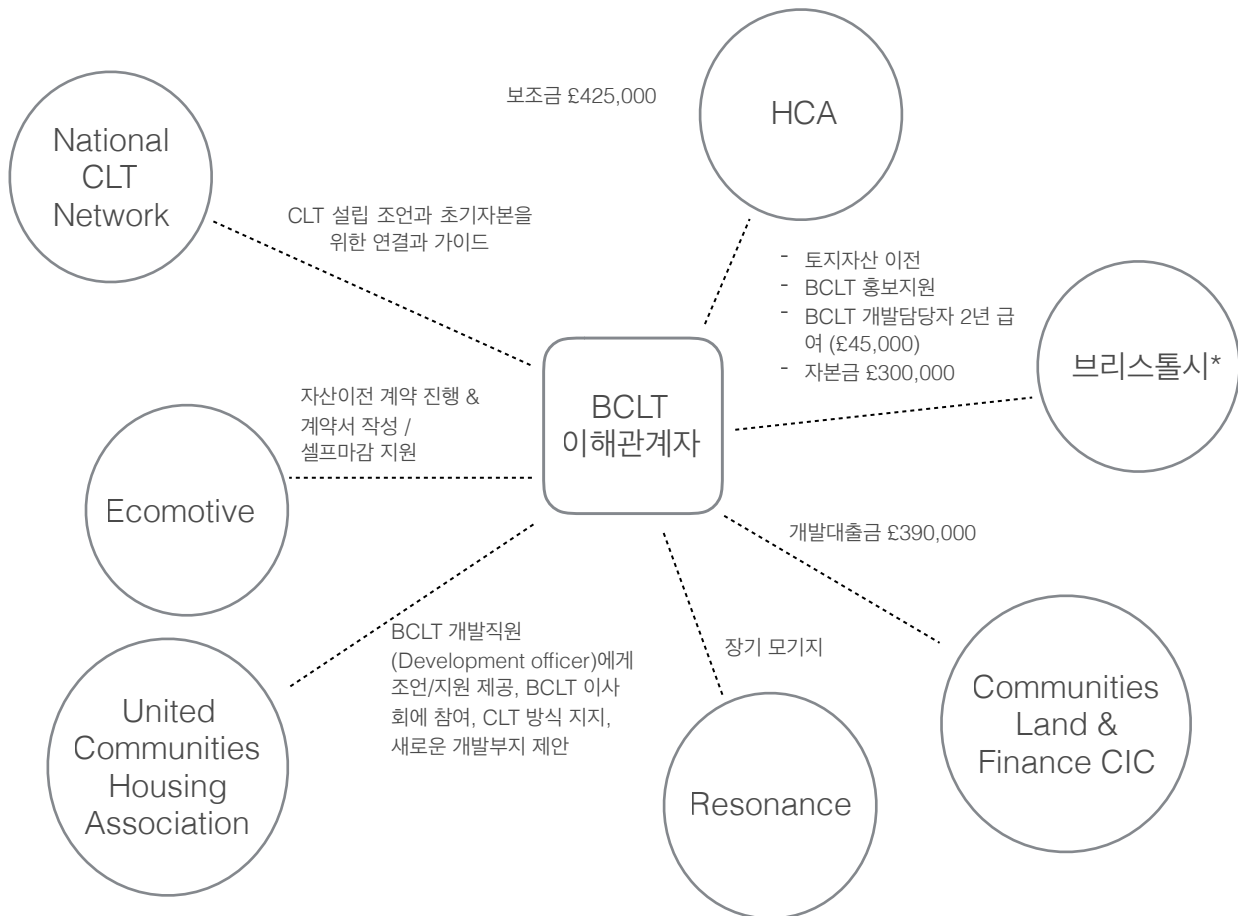 보조금 £425,000
HCA
National
CLT
Network
CLT 설립 조언과 초기자본을
위한 연결과 가이드
- 토지자산 이전
- BCLT 홍보지원
- BCLT 개발담당자 2년 급
여 (£45,000)
- 자본금 £300,000
브리스톨시*
BCLT
이해관계자
자산이전 계약 진행 &
계약서 작성 /
셀프마감 지원
Ecomotive
개발대출금 £390,000
BCLT 개발직원
(Development officer)에게
조언/지원 제공, BCLT 이사
회에 참여, CLT 방식 지지,
새로운 개발부지 제안
장기 모기지
United
Communities
Housing
Association
Resonance
Communities
Land &
Finance CIC